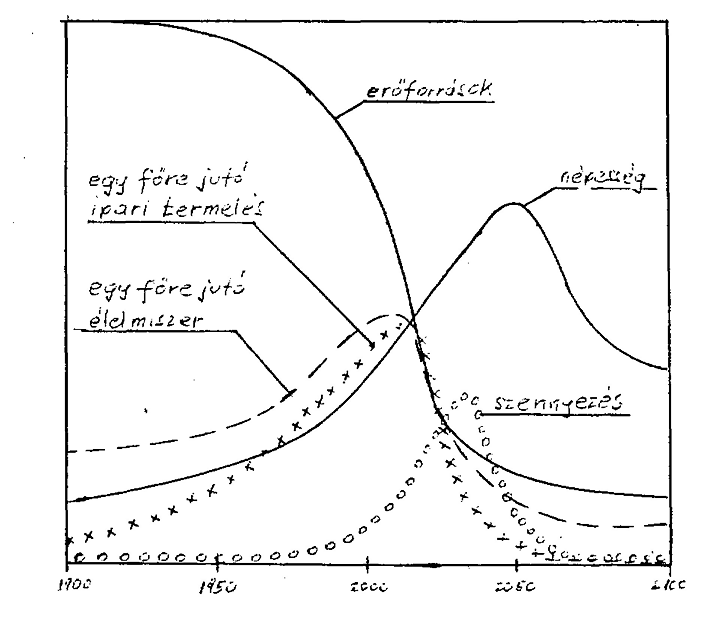 erőforrások
egy főre jutó
ipari termelés
népesség
egy főre jutó
élelmiszer
szennyezés
1900 1950 2000 2050 2100